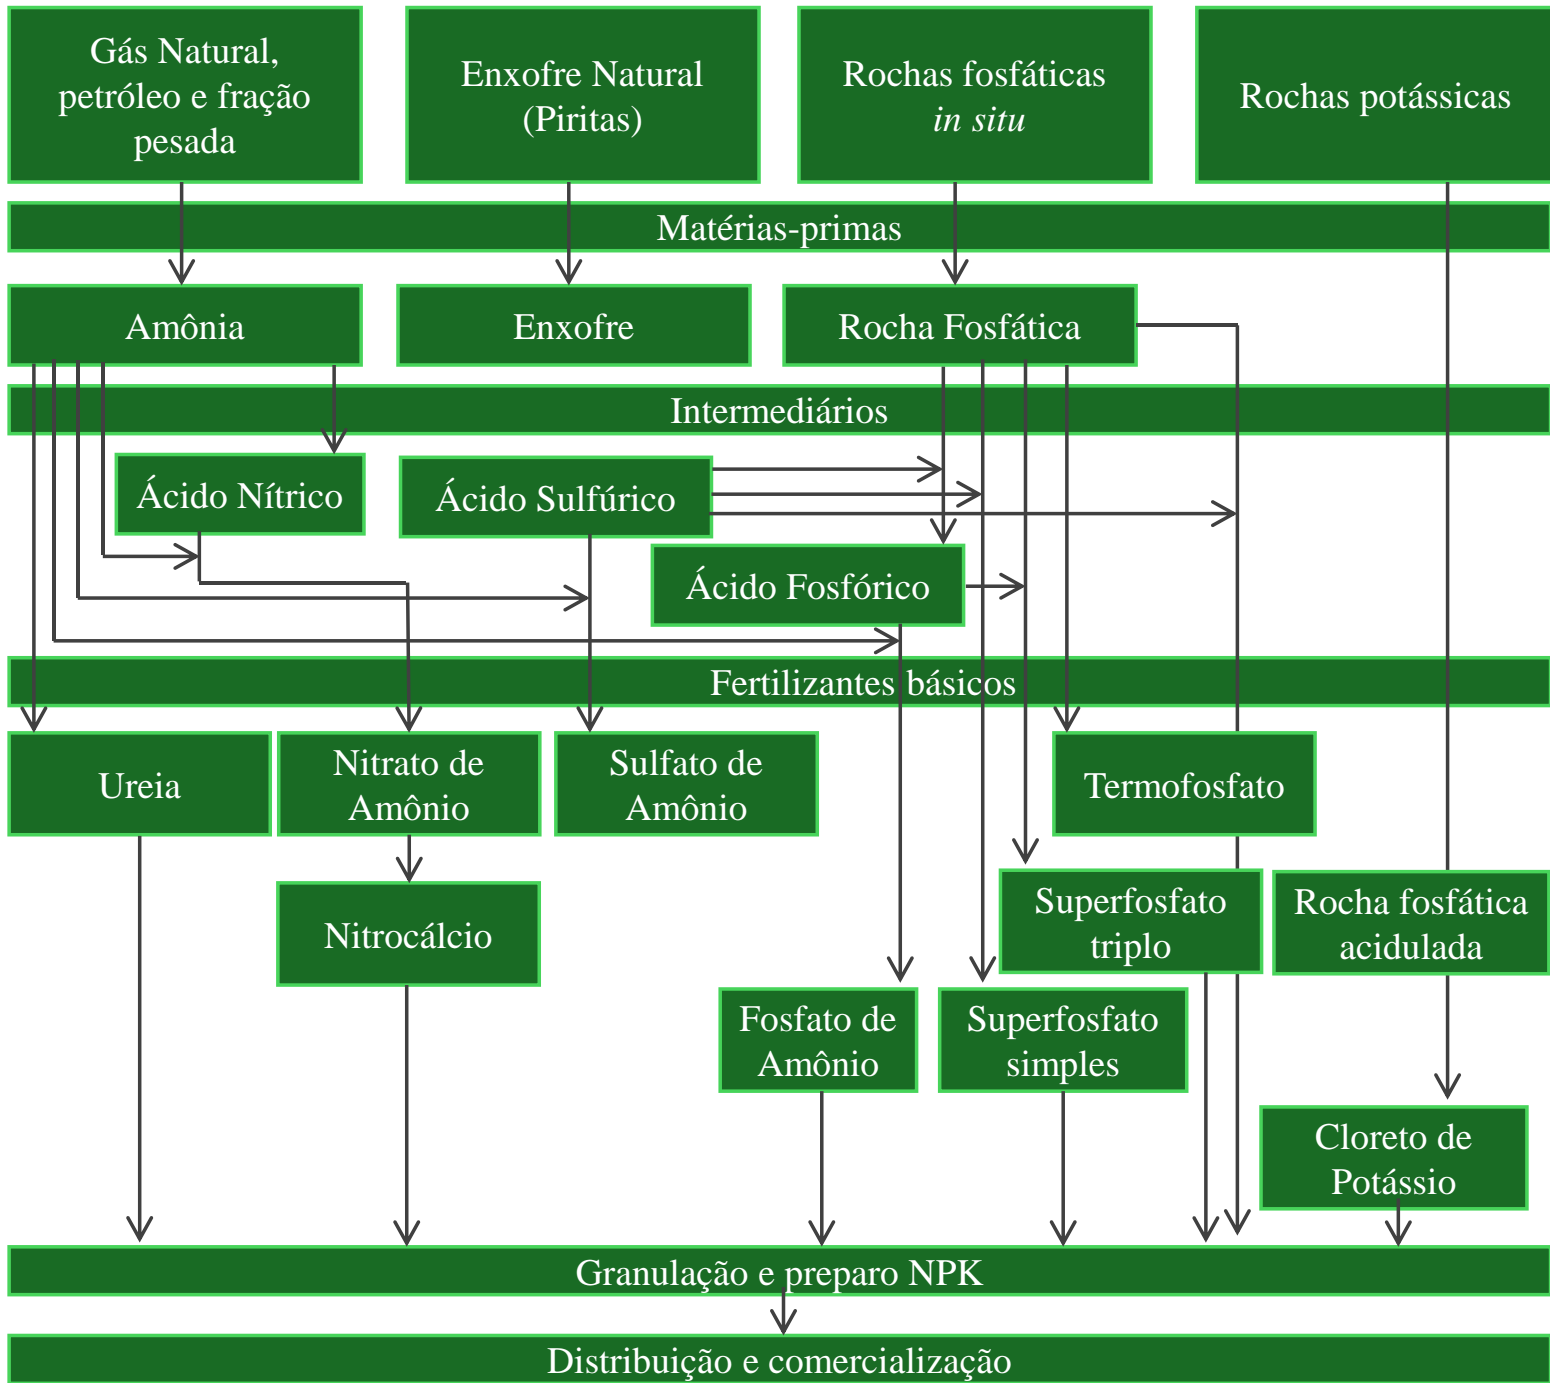 Gás Natural,
petróleo e fração
pesada
Enxofre Natural
(Piritas)
Rochas fosfáticas
in situ
Rochas potássicas
Matérias-primas
Amônia
Enxofre
Rocha Fosfática
Intermediários
Ácido Nítrico
Ácido Sulfúrico
Ácido Fosfórico
Fertilizantes básicos
Ureia
Nitrato de
Amônio
Sulfato de
Amônio
Termofosfato
Nitrocálcio
Superfosfato
triplo
Rocha fosfática
acidulada
Fosfato de
Amônio
Superfosfato
simples
Cloreto de
Potássio
Granulação e preparo NPK
Distribuição e comercialização